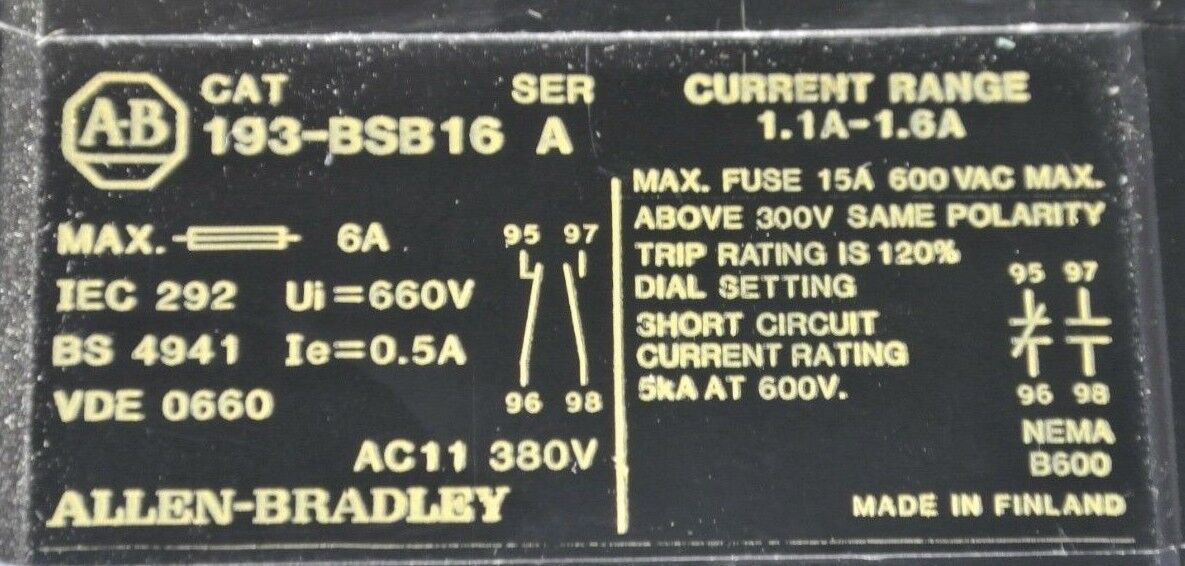 A-B
CAT SER
193-BSB16 A
MAX. 6A
95 97
IEC 292 Ui=660V
BS 4941 Ie=0.5A
VDE 0660
96 98
AC11 380V
ALLEN-BRADLEY
CURRENT RANGE
1.1A-1.6A
MAX. FUSE 15A 600 VAC MAX.
ABOVE 300V SAME POLARITY
TRIP RATING IS 120%
DIAL SETTING
SHORT CIRCUIT
CURRENT RATING
5kA AT 600V.
95 97
96 98
NEMA
B600
MADE IN FINLAND